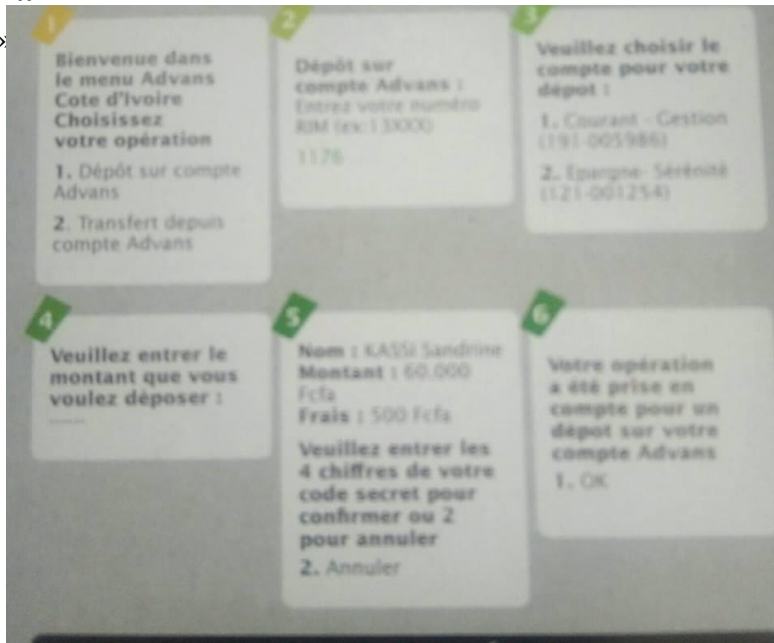 1
Bienvenue dans
le menu Advans
Cote d'Ivoire
Choisissez
votre opération
1. Dépôt sur compte
Advans
2. Transfert depuis
compte Advans
2
Dépôt sur
compte Advans :
Entrez votre numéro
RIM (ex:13XXX)
1176
3
Veuillez choisir le
compte pour votre
dépot :
1. Courant - Gestion
(191-005986)
2. Epargne- Sérénité
(121-001254)
4
Veuillez entrer le
montant que vous
voulez déposer :
......
5
Nom : KASSI Sandrine
Montant : 60.000
Fcfa
Frais : 500 Fcfa
Veuillez entrer les
4 chiffres de votre
code secret pour
confirmer ou 2
pour annuler
2. Annuler
6
Votre opération
a été prise en
compte pour un
dépot sur votre
compte Advans
1. OK